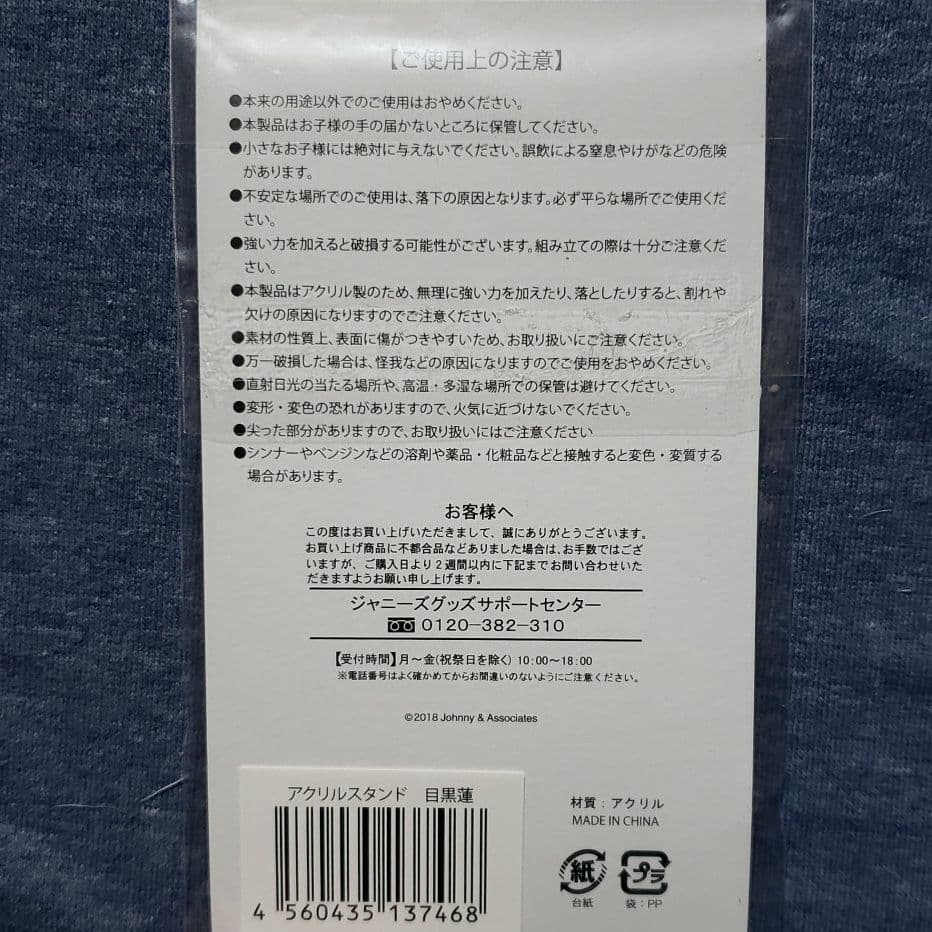 【ご使用上の注意】
●本来の用途以外でのご使用はおやめください。
●本製品はお子様の手の届かないところに保管してください。
●小さなお子様には絶対に与えないでください。誤飲による窒息やけがなどの危険
があります。
●不安定な場所でのご使用は、落下の原因となります。必ず平らな場所でご使用くだ
さい。
●強い力を加えると破損する可能性がございます。組み立ての際は十分ご注意くだ
さい。
●本製品はアクリル製のため、無理に強い力を加えたり、落としたりすると、割れや
欠けの原因になりますのでご注意ください。
●素材の性質上、表面に傷がつきやすいため、お取り扱いにご注意ください。
●万一破損した場合は、怪我などの原因になりますのでご使用をおやめください。
●直射日光の当たる場所や、高温・多湿な場所での保管は避けてください。
●変形・変色の恐れがありますので、火気に近づけないでください。
●尖った部分がありますので、お取り扱いにはご注意ください
●シンナーやベンジンなどの溶剤や薬品・化粧品などと接触すると変色・変質する
場合があります。
お客様へ
この度はお買い上げいただきまして、誠にありがとうございます。
お買い上げ商品に不都合品などありました場合は、お手数ではござ
いますが、ご購入日より2週間以内に下記までお問い合わせいた
だきますようお願い申し上げます。
ジャニーズグッズサポートセンター
0120-382-310
【受付時間】月〜金(祝祭日を除く) 10:00〜18:00
※電話番号はよく確かめてからお間違いのないようにご注意ください。
©2018 Johnny & Associates
アクリルスタンド 目黒蓮
4 560435 137468
材質:アクリル
MADE IN CHINA
紙
台紙
プラ
袋:PP